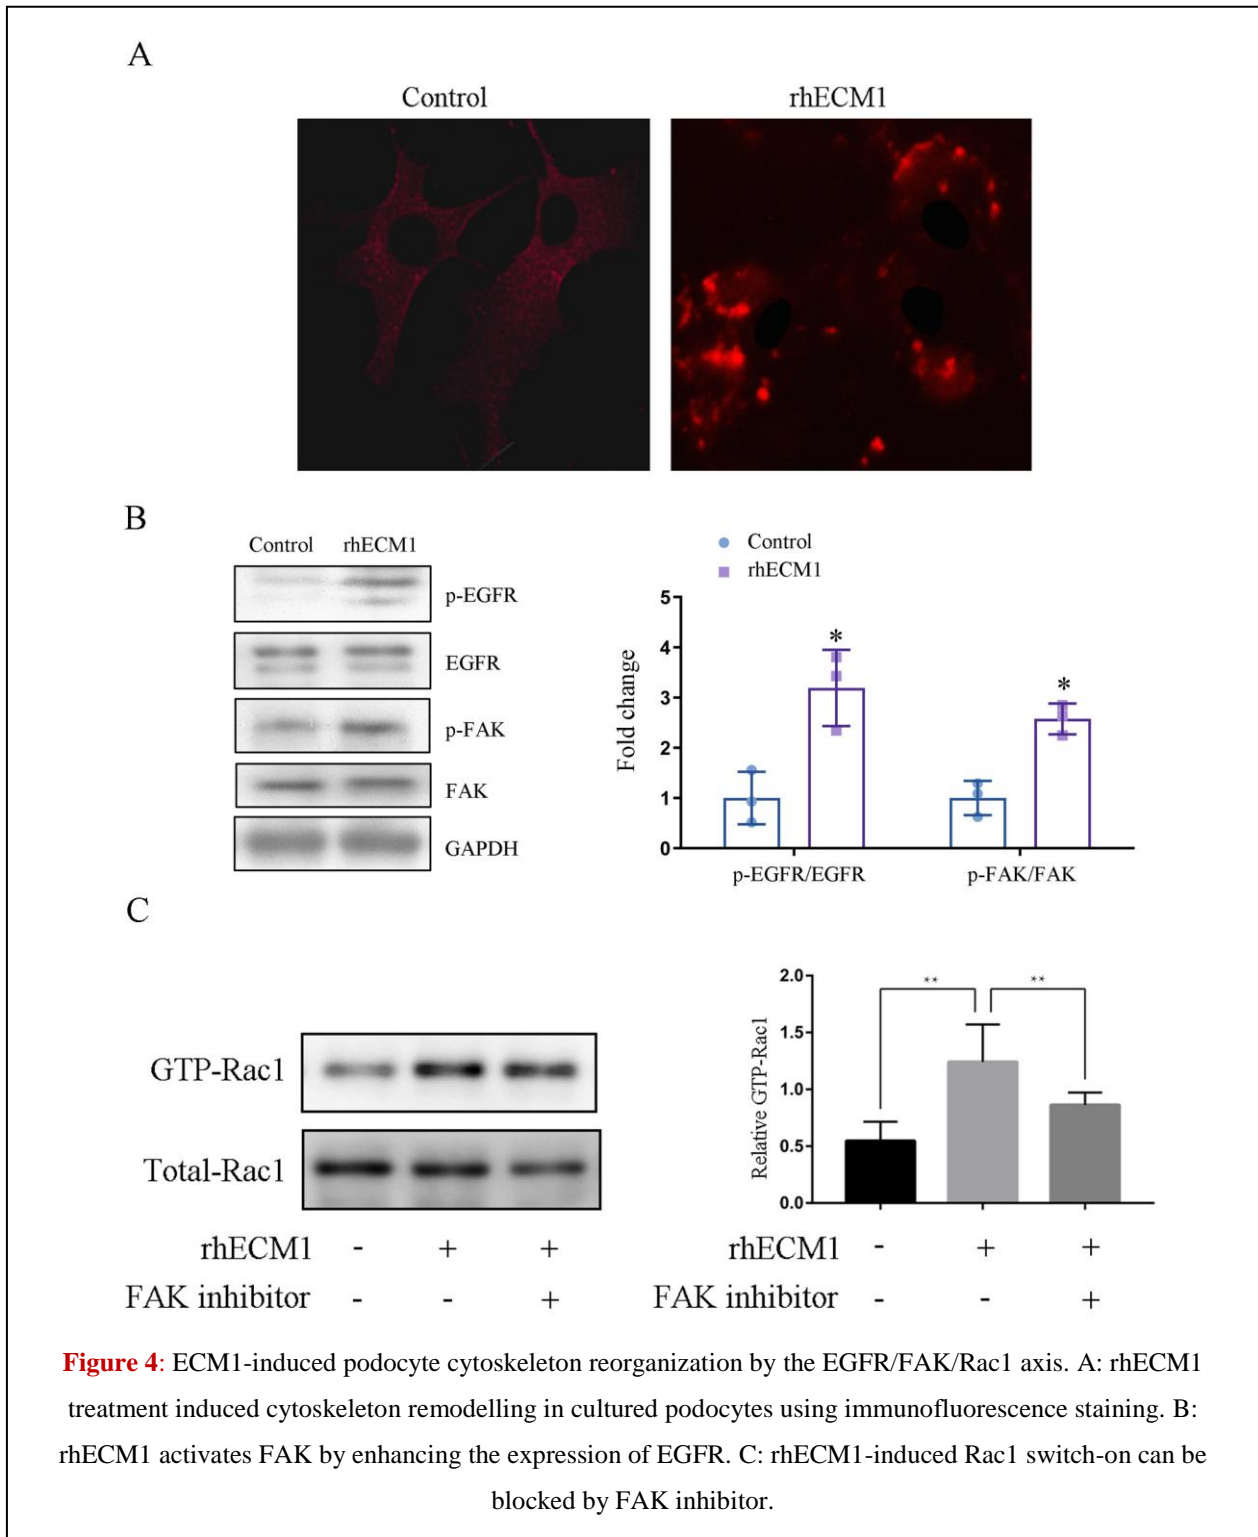 A
Control rhECM1
B
Control rhECM1
p-EGFR
EGFR
p-FAK
FAK
GAPDH
Control
rhECM1
5
4
3
2
1
0
Fold change
*
*
p-EGFR/EGFR p-FAK/FAK
C
GTP-Rac1
Total-Rac1
rhECM1 - + +
FAK inhibitor - - +
2.0
1.5
1.0
0.5
0.0
Relative GTP-Rac1
** **
rhECM1 - + +
FAK inhibitor - - +
Figure 4: ECM1-induced podocyte cytoskeleton reorganization by the EGFR/FAK/Rac1 axis. A: rhECM1
treatment induced cytoskeleton remodelling in cultured podocytes using immunofluorescence staining. B:
rhECM1 activates FAK by enhancing the expression of EGFR. C: rhECM1-induced Rac1 switch-on can be
blocked by FAK inhibitor.